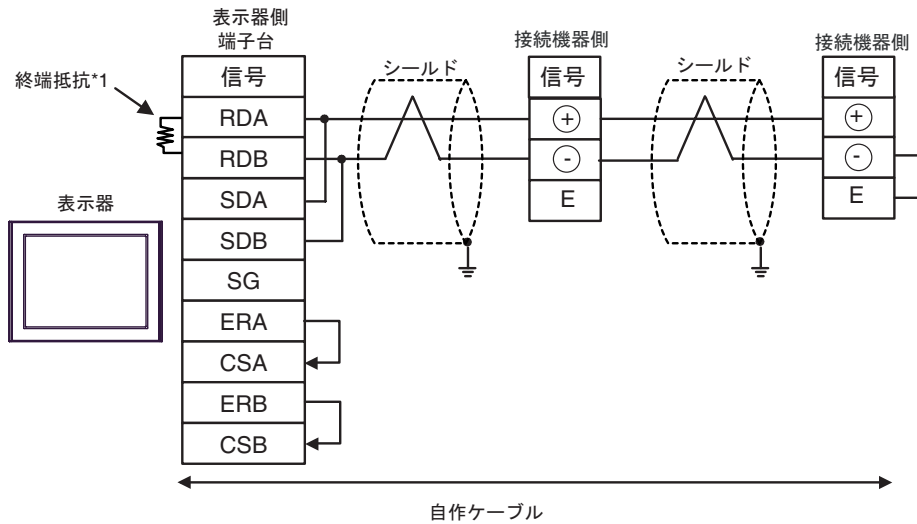 表示器側
端子台
終端抵抗*1
信号
RDA
RDB
SDA
SDB
SG
ERA
CSA
ERB
CSB
表示器
シールド
接続機器側
信号
+
-
E
シールド
接続機器側
信号
+
-
E
自作ケーブル